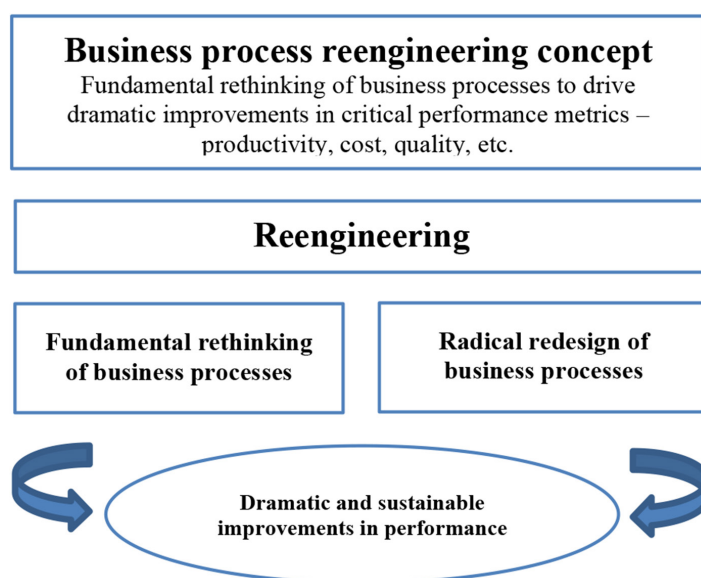 Business process reengineering concept
Fundamental rethinking of business processes to drive
dramatic improvements in critical performance metrics –
productivity, cost, quality, etc.
Reengineering
Fundamental rethinking
of business processes
Radical redesign of
business processes
Dramatic and sustainable
improvements in performance